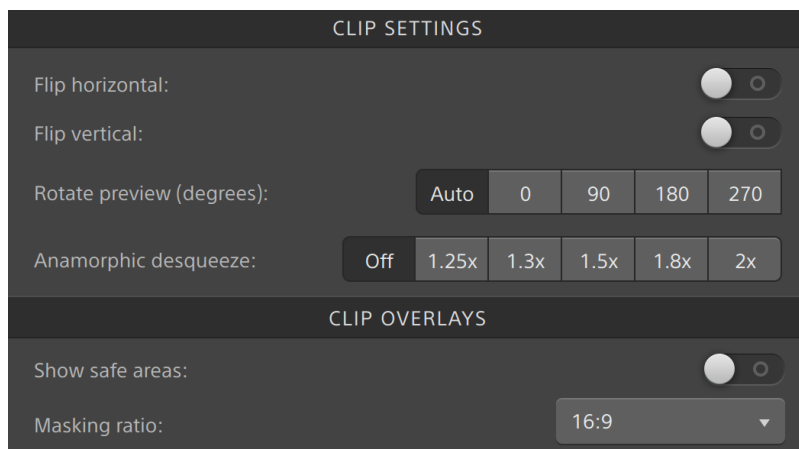 CLIP SETTINGS
Flip horizontal:
Flip vertical:
Rotate preview (degrees): Auto 0 90 180 270
Anamorphic desqueeze: Off 1.25x 1.3x 1.5x 1.8x 2x
CLIP OVERLAYS
Show safe areas:
Masking ratio: 16:9